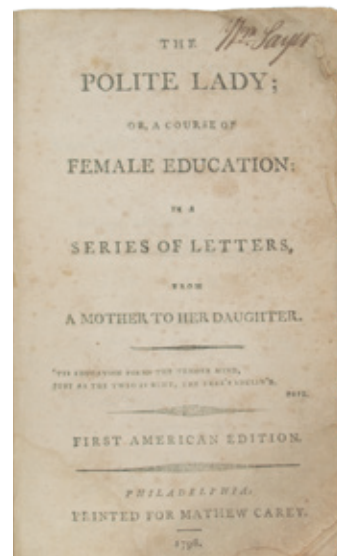 Wm. Sayer
THE
POLITE LADY;
OR, A COURSE OF
FEMALE EDUCATION:
IN A
SERIES OF LETTERS,
FROM
A MOTHER TO HER DAUGHTER.
'TIS EDUCATION FORMS THE TENDER MIND,
JUST AS THE TWIG IS BENT, THE TREE'S INCLIN'D.
POPE.
FIRST AMERICAN EDITION.
PHILADELPHIA:
PRINTED FOR MATHEW CAREY.
1798.